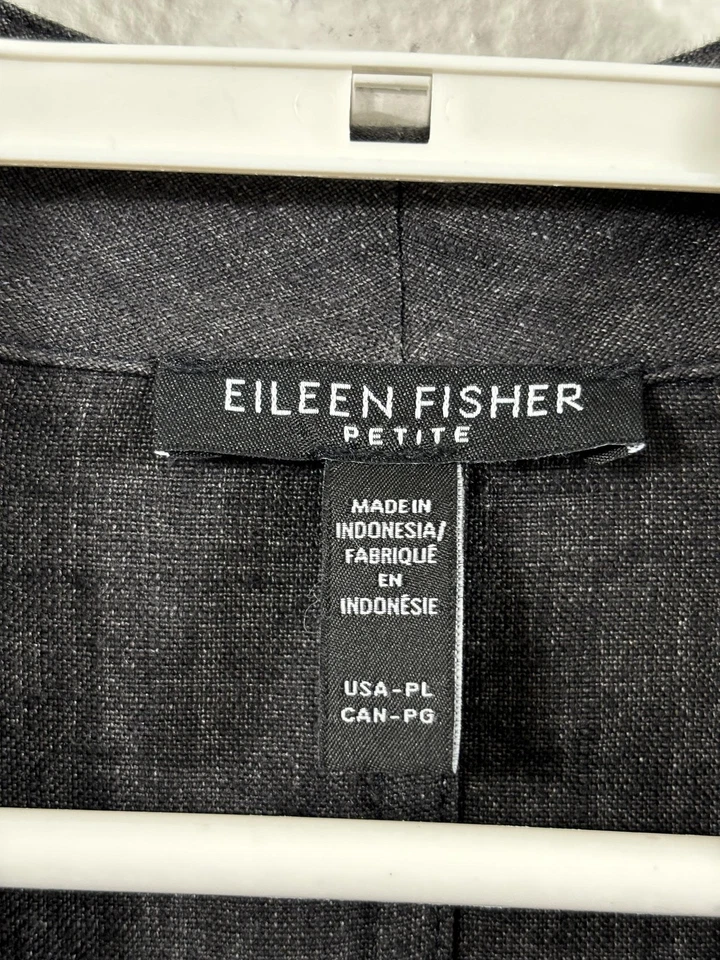 EILEEN FISHER
PETITE
MADE IN
INDONESIA/
FABRIQUÉ
EN
INDONÉSIE
USA-PL
CAN-PG